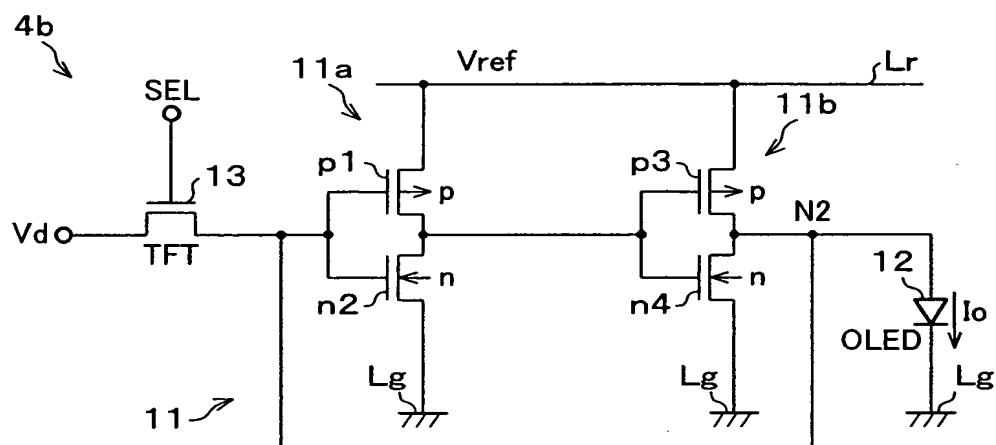 4b
SEL
13
Vd
TFT
11a
Vref
Lr
11b
p1
p
p3
p
N2
n2
n
n4
n
12
OLED
Io
Lg
Lg
Lg
11